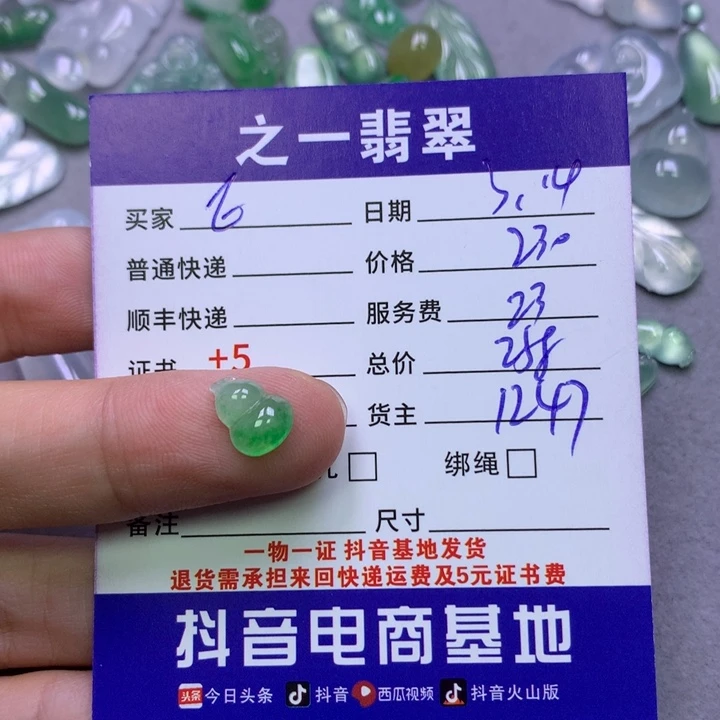 之一翡翠
买家 6 日期 3.14
普通快递 价格 230
顺丰快递 服务费 23
证书 +5 总价 258
货主 1247
孔 绑绳
备注 尺寸
一物一证 抖音基地发货
退货需承担来回快递运费及5元证书费
抖音电商基地
头条 今日头条 抖音 西瓜视频 抖音火山版